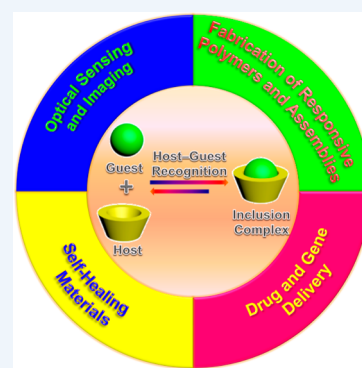 Optical Sensing
and Imaging
Fabrication of Responsive
Polymers and Assemblies
Guest
+
Host
Host–Guest
Recognition
Inclusion
Complex
Self-Healing
Materials
Drug and Gene
Delivery